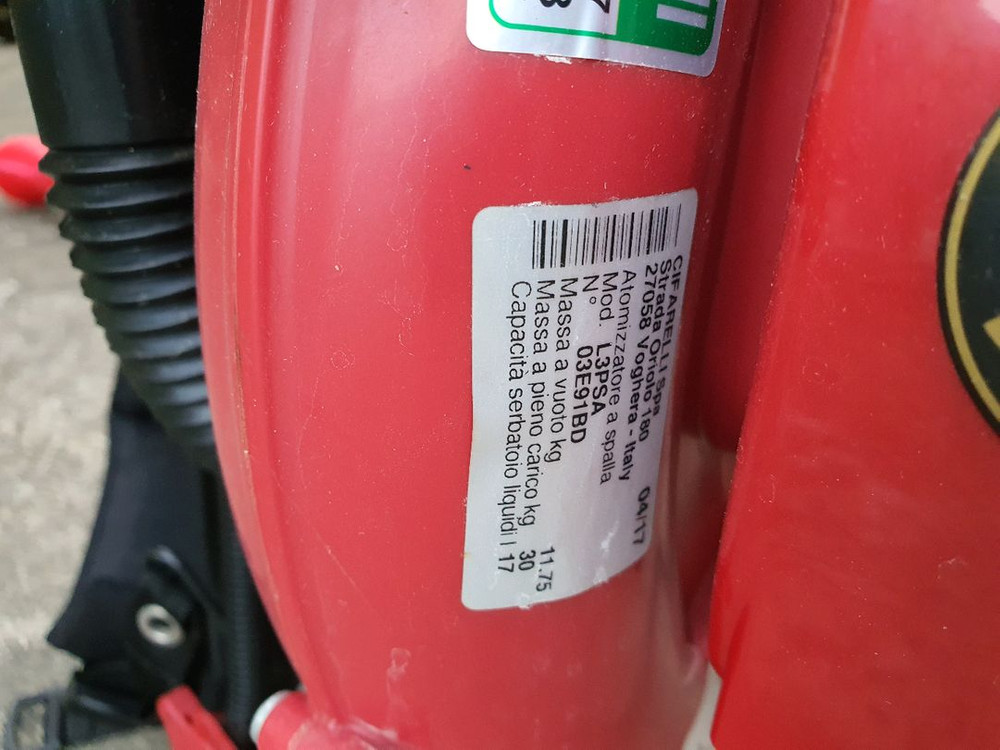 CIFARELLI Spa
Strada Oriolo 180
27058 Voghera - Italy 04/17
Atomizzatore a spalla
Mod. L3PSA
N° 03E91BD
Massa a vuoto kg 11.75
Massa a pieno carico kg 30
Capacità serbatoio liquidi l 17